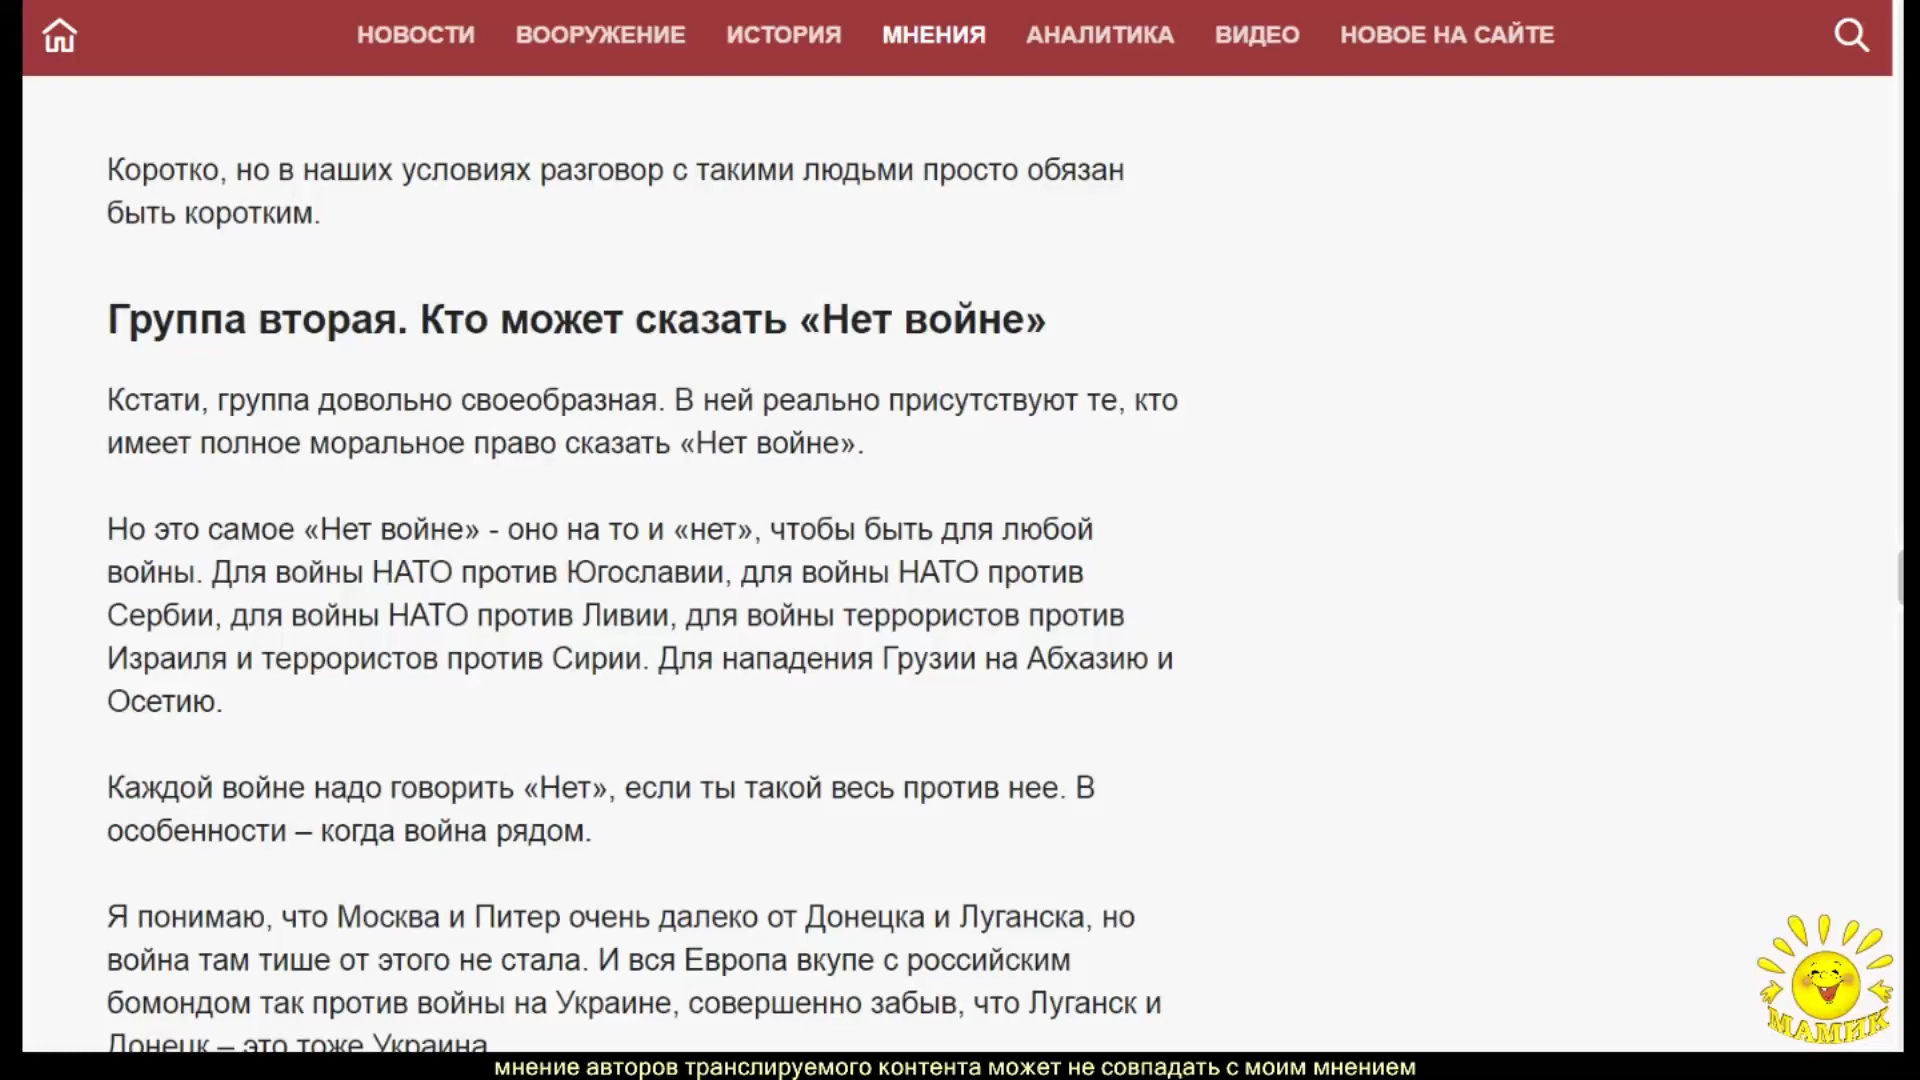 НОВОСТИ ВООРУЖЕНИЕ ИСТОРИЯ МНЕНИЯ АНАЛИТИКА ВИДЕО НОВОЕ НА САЙТЕ
Коротко, но в наших условиях разговор с такими людьми просто обязан
быть коротким.
Группа вторая. Кто может сказать «Нет войне»
Кстати, группа довольно своеобразная. В ней реально присутствуют те, кто
имеет полное моральное право сказать «Нет войне».
Но это самое «Нет войне» - оно на то и «нет», чтобы быть для любой
войны. Для войны НАТО против Югославии, для войны НАТО против
Сербии, для войны НАТО против Ливии, для войны террористов против
Израиля и террористов против Сирии. Для нападения Грузии на Абхазию и
Осетию.
Каждой войне надо говорить «Нет», если ты такой весь против нее. В
особенности – когда война рядом.
Я понимаю, что Москва и Питер очень далеко от Донецка и Луганска, но
война там тише от этого не стала. И вся Европа вкупе с российским
бомондом так против войны на Украине, совершенно забыв, что Луганск и
Донецк – это тоже Украина
МАМИК
мнение авторов транслируемого контента может не совпадать с моим мнением